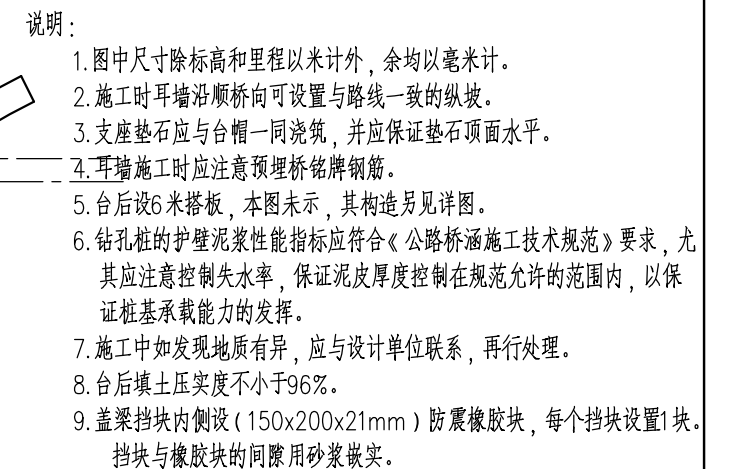 说明：
1.图中尺寸除标高和里程以米计外，余均以毫米计。
2.施工时耳墙沿顺桥向可设置与路线一致的纵坡。
3.支座垫石应与台帽一同浇筑，并应保证垫石顶面水平。
4.耳墙施工时应注意预埋桥铭牌钢筋。
5.台后设6米搭板，本图未示，其构造另见详图。
6.钻孔桩的护壁泥浆性能指标应符合《公路桥涵施工技术规范》要求，尤
其应注意控制失水率，保证泥皮厚度控制在规范允许的范围内，以保
证桩基承载能力的发挥。
7.施工中如发现地质有异，应与设计单位联系，再行处理。
8.台后填土压实度不小于96%。
9.盖梁挡块内侧设(150x200x21mm)防震橡胶块，每个挡块设置1块。
挡块与橡胶块的间隙用砂浆嵌实。